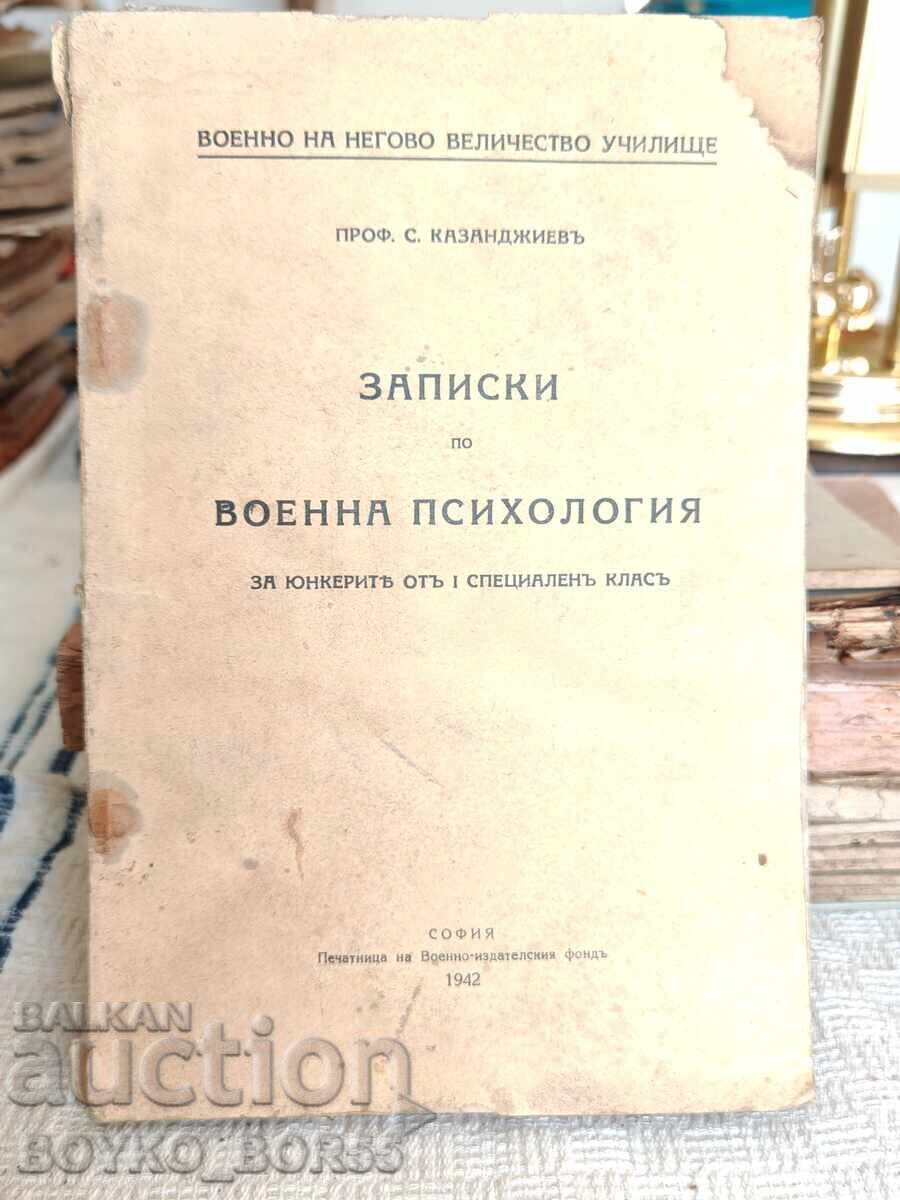 ВОЕННО НА НЕГОВО ВЕЛИЧЕСТВО УЧИЛИЩЕ
ПРОФ. С. КАЗАНДЖИЕВЪ
ЗАПИСКИ
ПО
ВОЕННА ПСИХОЛОГИЯ
ЗА ЮНКЕРИТѢ ОТЪ I СПЕЦИАЛЕНЪ КЛАСЪ
СОФИЯ
Печатница на Военно-издателския фондъ
1942
BALKAN
auction
BOYKO_BOR55